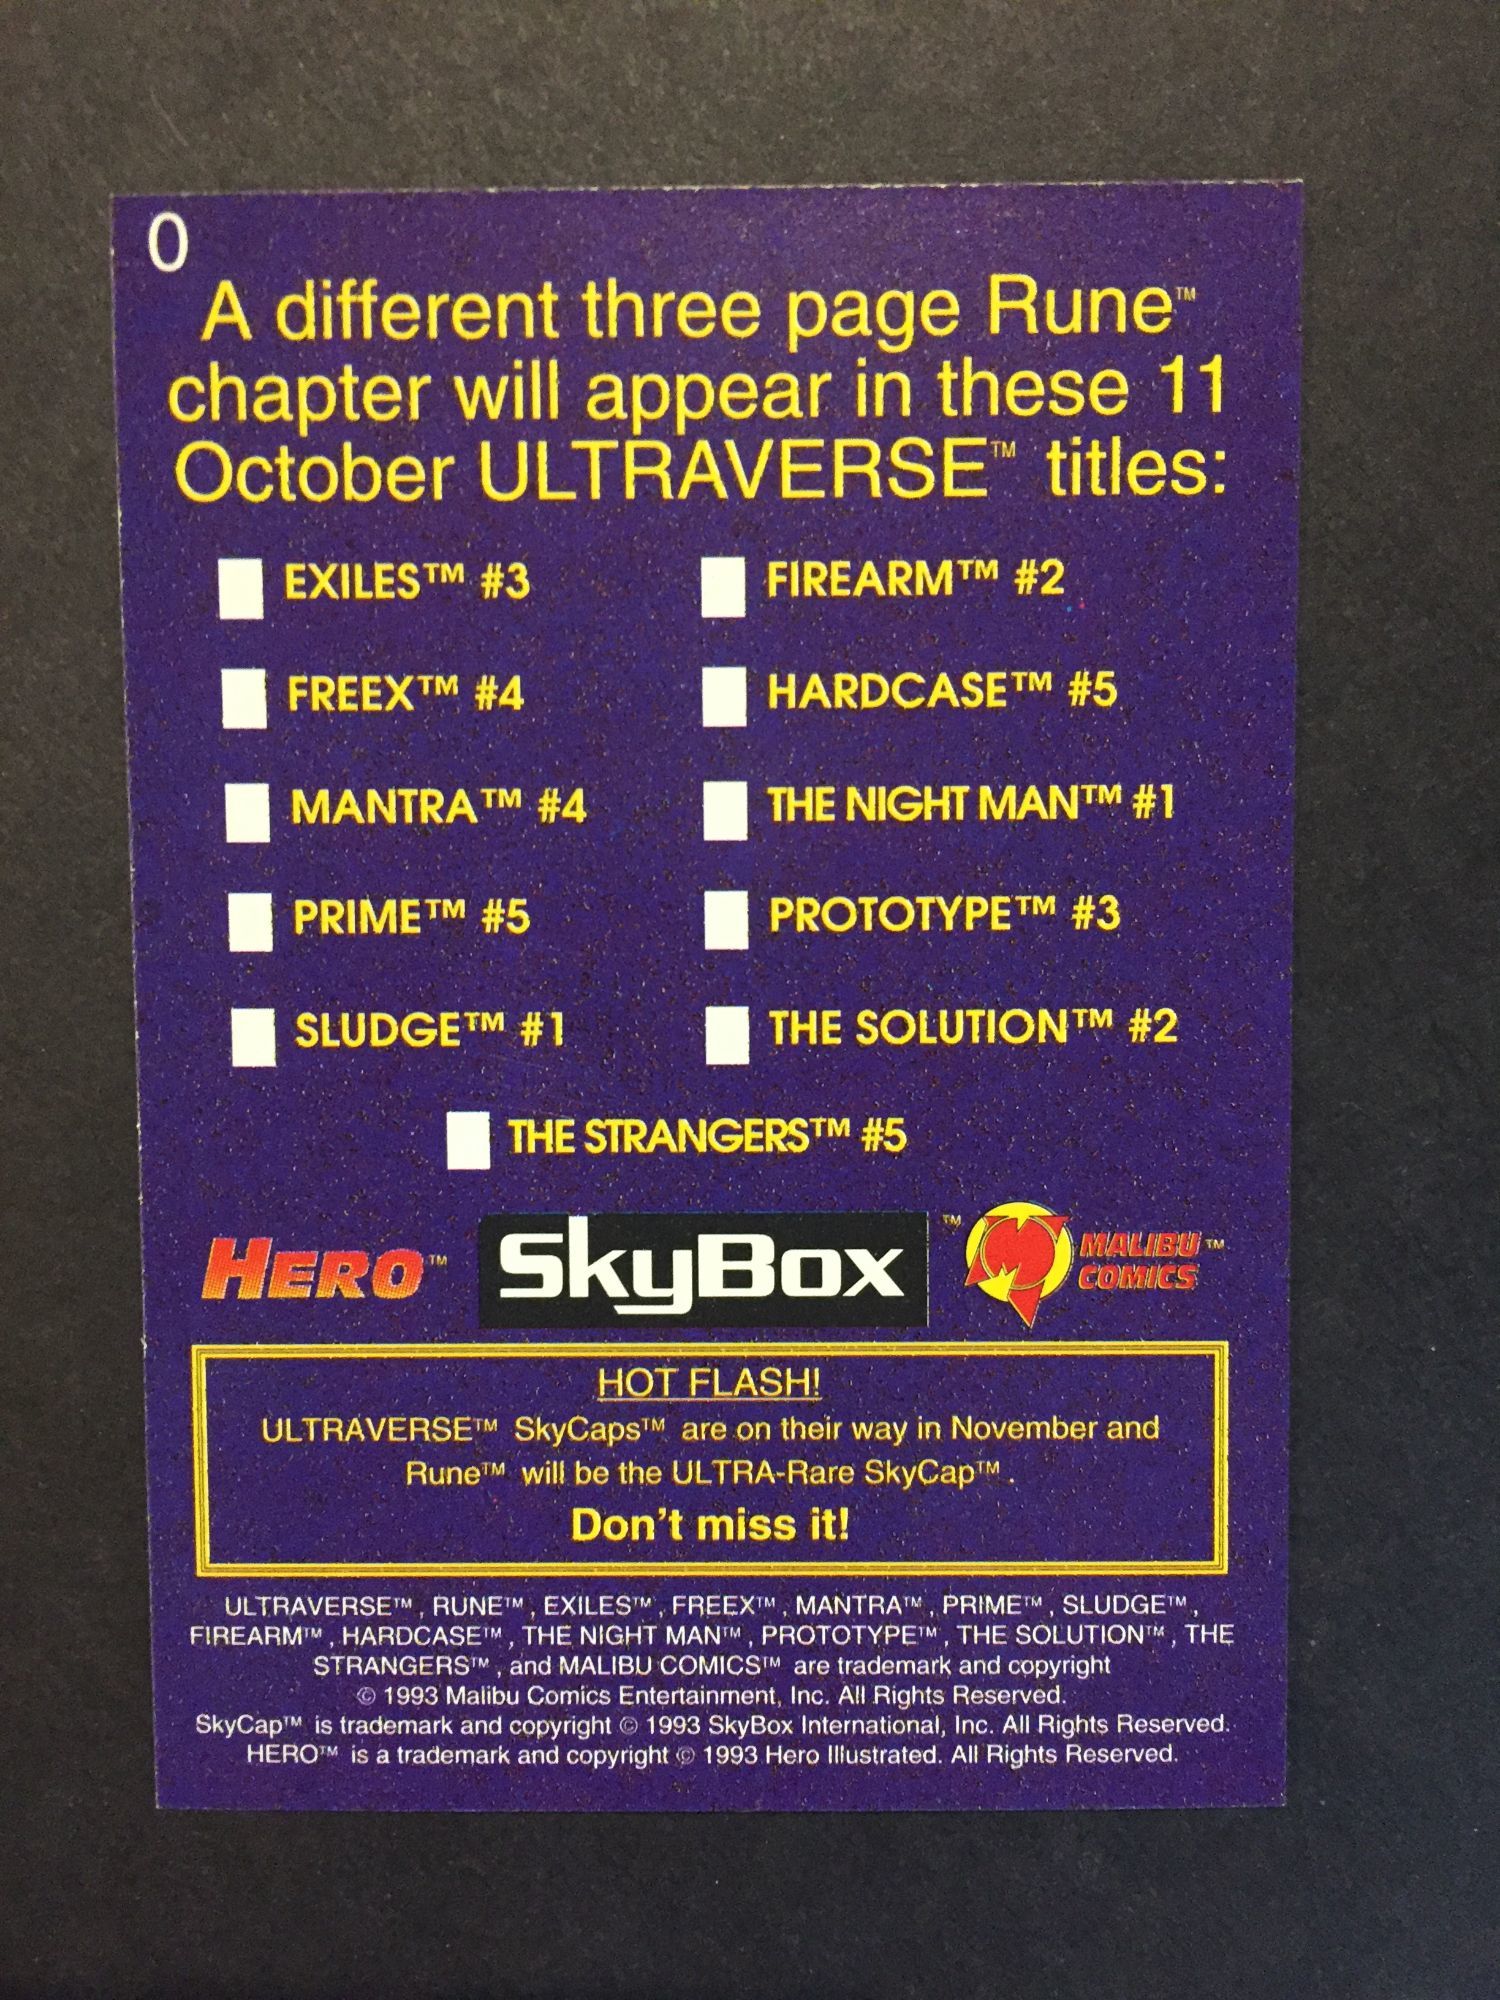 0
A different three page Rune™
chapter will appear in these 11
October ULTRAVERSE™ titles:
EXILES™ #3
FIREARM™ #2
FREEX™ #4
HARDCASE™ #5
MANTRA™ #4
THE NIGHT MAN™ #1
PRIME™ #5
PROTOTYPE™ #3
SLUDGE™ #1
THE SOLUTION™ #2
THE STRANGERS™ #5
HERO™
SkyBox™
M
MALIBU™
COMICS
HOT FLASH!
ULTRAVERSE™ SkyCaps™ are on their way in November and
Rune™ will be the ULTRA-Rare SkyCap™.
Don't miss it!
ULTRAVERSE™, RUNE™, EXILES™, FREEX™, MANTRA™, PRIME™, SLUDGE™,
FIREARM™, HARDCASE™, THE NIGHT MAN™, PROTOTYPE™, THE SOLUTION™, THE
STRANGERS™, and MALIBU COMICS™ are trademark and copyright
© 1993 Malibu Comics Entertainment, Inc. All Rights Reserved.
SkyCap™ is trademark and copyright © 1993 SkyBox International, Inc. All Rights Reserved.
HERO™ is a trademark and copyright © 1993 Hero Illustrated. All Rights Reserved.